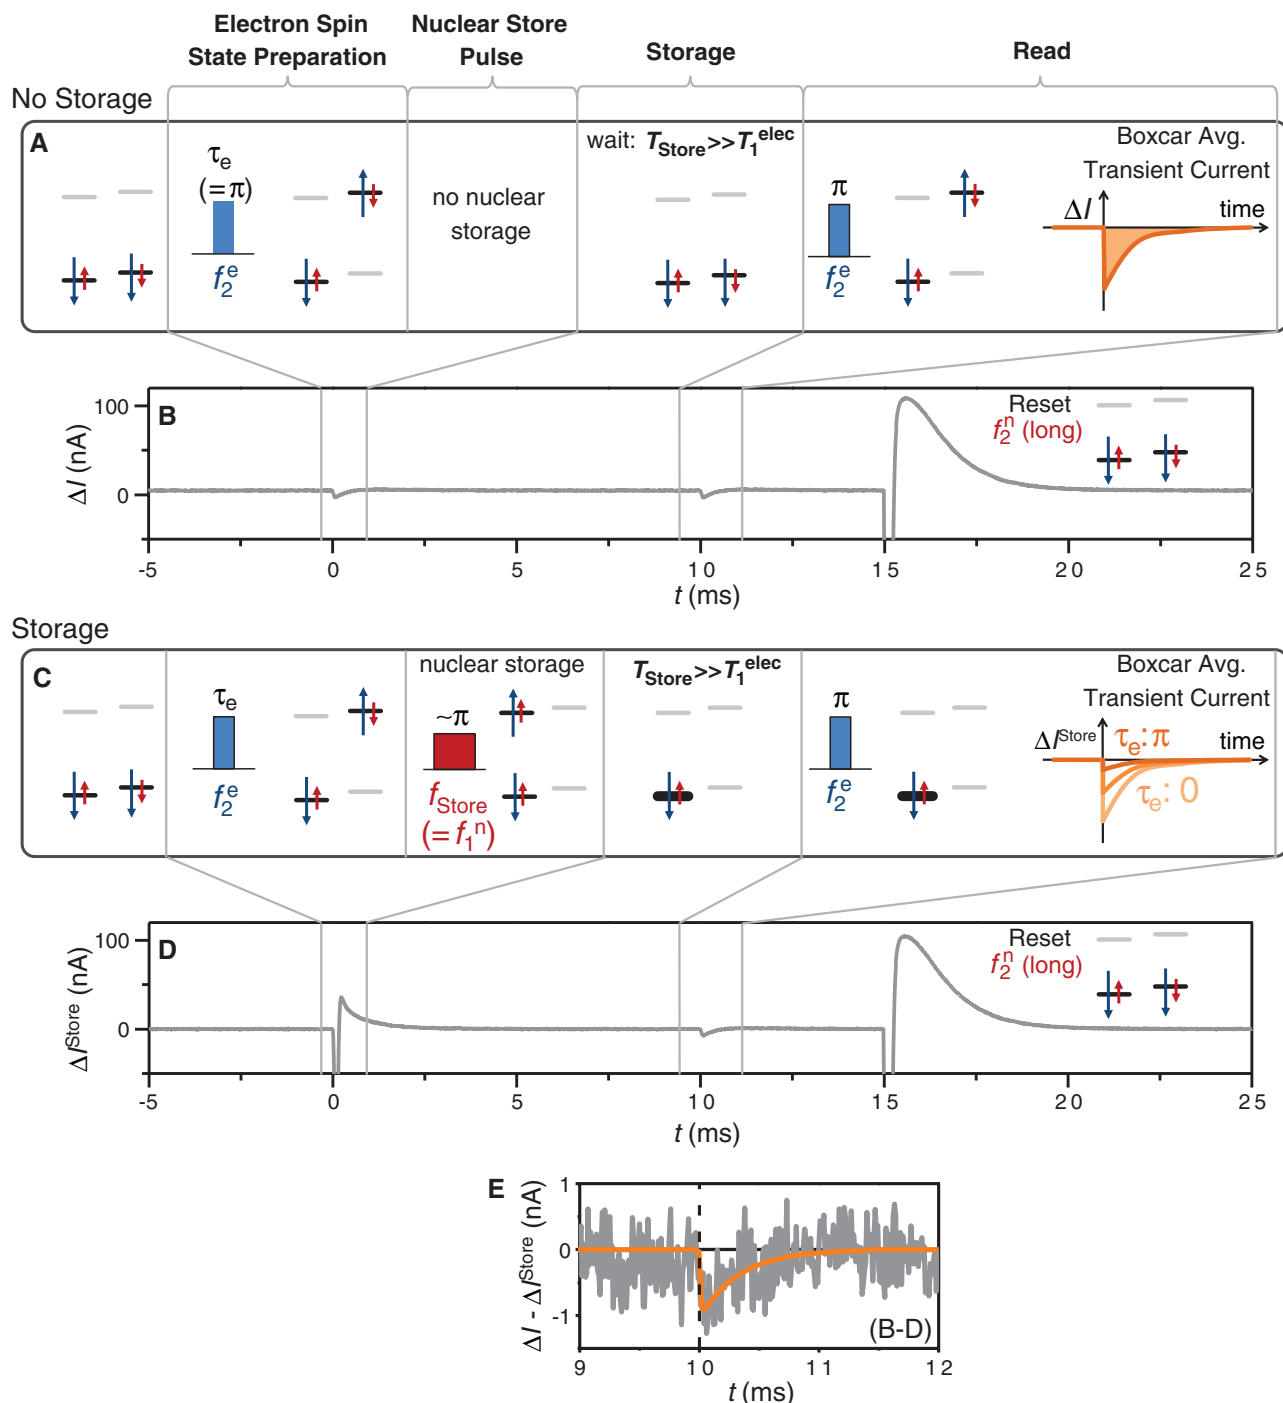 Electron Spin
State Preparation
Nuclear Store
Pulse
Storage
Read
No Storage
A
τe
(=π)
f2e
no nuclear
storage
wait: TStore>>T1elec
π
f2e
Boxcar Avg.
Transient Current
ΔI
time
B
ΔI (nA)
100
0
Reset
f2n (long)
-5 0 5 10 15 20 25
t (ms)
Storage
C
τe
f2e
nuclear storage
~π
fStore
(=f1n)
TStore>>T1elec
π
f2e
Boxcar Avg.
Transient Current
ΔIStore
time
τe: π
τe: 0
D
ΔIStore (nA)
100
0
Reset
f2n (long)
-5 0 5 10 15 20 25
t (ms)
E
ΔI - ΔIStore (nA)
1
0
-1
(B-D)
9 10 11 12
t (ms)